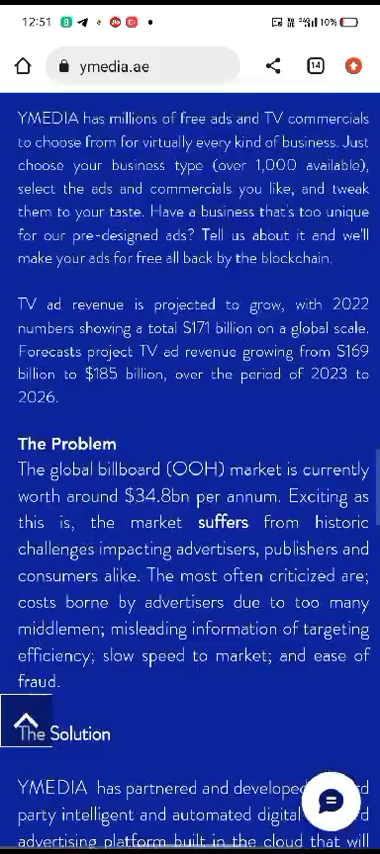 12:51
10%
ymedia.ae
14
YMEDIA has millions of free ads and TV commercials
to choose from for virtually every kind of business. Just
choose your business type (over 1,000 available),
select the ads and commercials you like, and tweak
them to your taste. Have a business that's too unique
for our pre-designed ads? Tell us about it and we'll
make your ads for free all back by the blockchain.
TV ad revenue is projected to grow, with 2022
numbers showing a total $171 billion on a global scale.
Forecasts project TV ad revenue growing from $169
billion to $185 billion, over the period of 2023 to
2026.
The Problem
The global billboard (OOH) market is currently
worth around $34.8bn per annum. Exciting as
this is, the market suffers from historic
challenges impacting advertisers, publishers and
consumers alike. The most often criticized are;
costs borne by advertisers due to too many
middlemen; misleading information of targeting
efficiency; slow speed to market; and ease of
fraud.
The Solution
YMEDIA has partnered and developed
party intelligent and automated digital
advertising platform built in the cloud that will